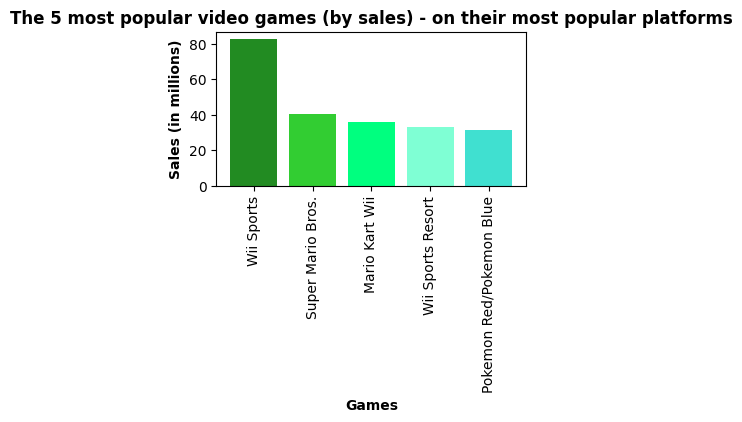 The 5 most popular video games (by sales) - on their most popular platforms
Sales (in millions)
80
60
40
20
0
Wii Sports
Super Mario Bros.
Mario Kart Wii
Wii Sports Resort
Pokemon Red/Pokemon Blue
Games